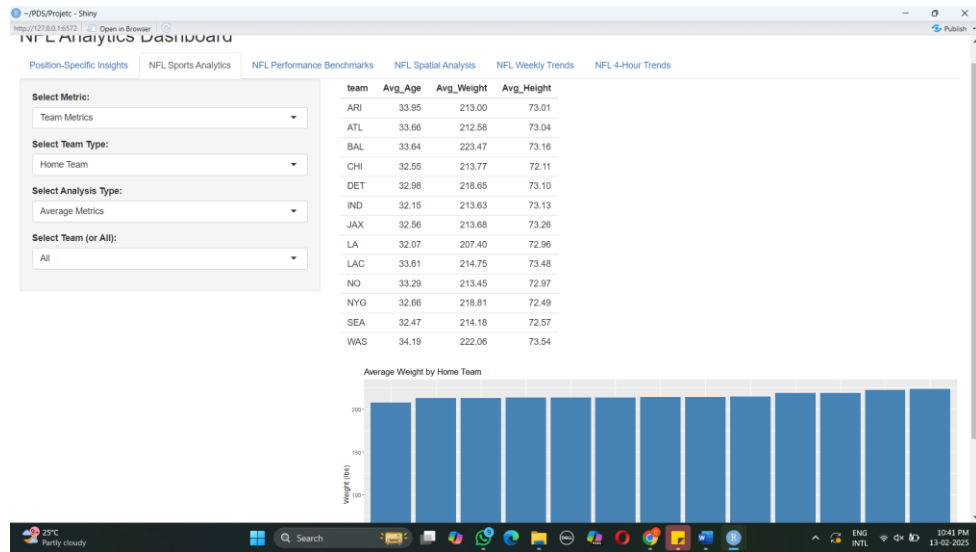 ~/PDS/Projetc - Shiny
http://127.0.0.1:6572 Open in Browser Publish
NFL Analytics Dashboard
Position-Specific Insights NFL Sports Analytics NFL Performance Benchmarks NFL Spatial Analysis NFL Weekly Trends NFL 4-Hour Trends
Select Metric:
Team Metrics
Select Team Type:
Home Team
Select Analysis Type:
Average Metrics
Select Team (or All):
All
team Avg_Age Avg_Weight Avg_Height
ARI 33.95 213.00 73.01
ATL 33.66 212.58 73.04
BAL 33.64 223.47 73.16
CHI 32.55 213.77 72.11
DET 32.98 218.65 73.10
IND 32.15 213.63 73.13
JAX 32.56 213.68 73.26
LA 32.07 207.40 72.96
LAC 33.61 214.75 73.48
NO 33.29 213.45 72.97
NYG 32.66 218.81 72.49
SEA 32.47 214.18 72.57
WAS 34.19 222.06 73.54
Average Weight by Home Team
200
150
100
Weight (lbs)
25°C
Partly cloudy
Search
ENG
INTL
10:41 PM
13-02-2025